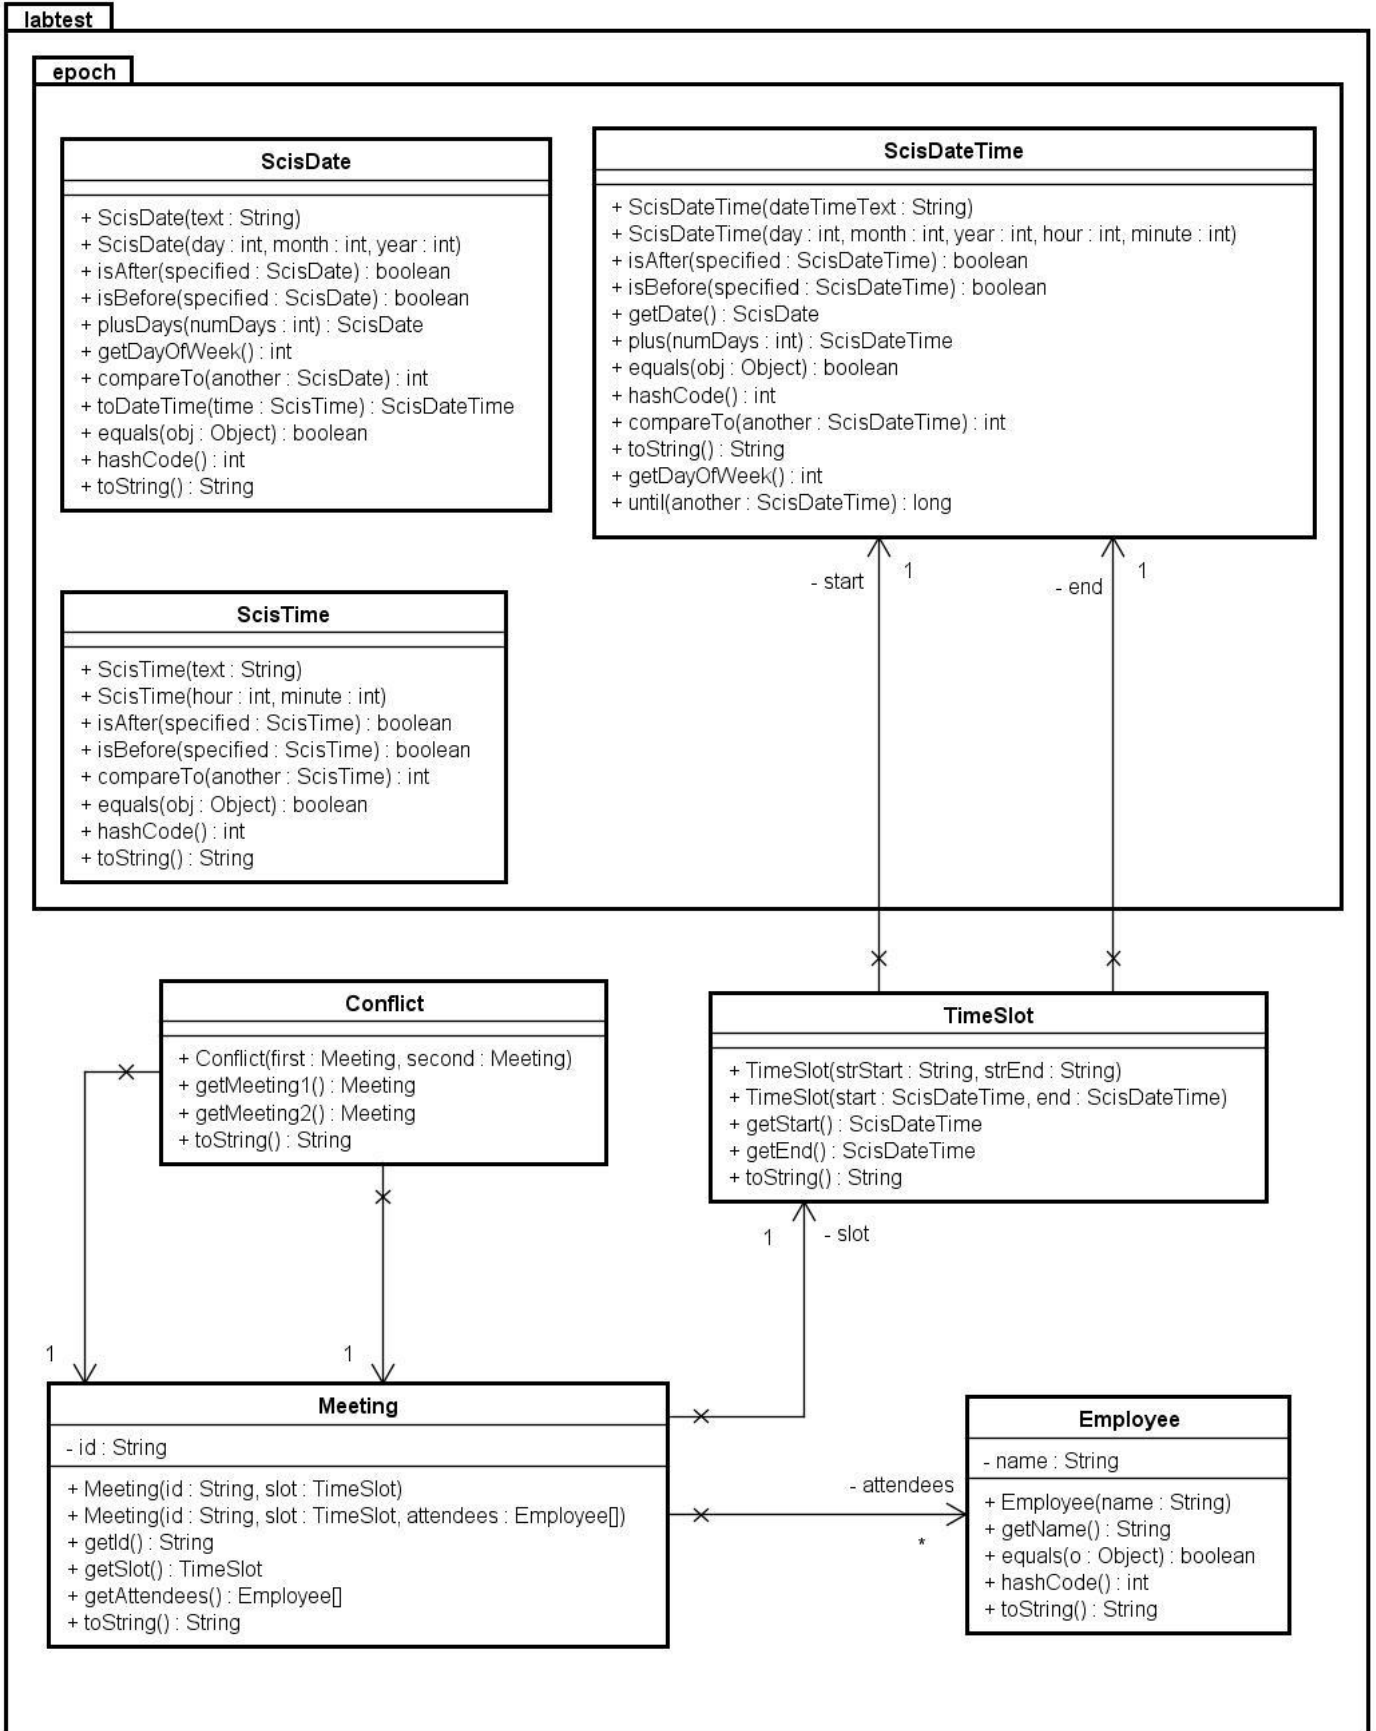 labtest
epoch
ScisDate
+ ScisDate(text : String)
+ ScisDate(day : int, month : int, year : int)
+ isAfter(specified : ScisDate) : boolean
+ isBefore(specified : ScisDate) : boolean
+ plusDays(numDays : int) : ScisDate
+ getDayOfWeek() : int
+ compareTo(another : ScisDate) : int
+ toDateTime(time : ScisTime) : ScisDateTime
+ equals(obj : Object) : boolean
+ hashCode() : int
+ toString() : String
ScisDateTime
+ ScisDateTime(dateTimeText : String)
+ ScisDateTime(day : int, month : int, year : int, hour : int, minute : int)
+ isAfter(specified : ScisDateTime) : boolean
+ isBefore(specified : ScisDateTime) : boolean
+ getDate() : ScisDate
+ plus(numDays : int) : ScisDateTime
+ equals(obj : Object) : boolean
+ hashCode() : int
+ compareTo(another : ScisDateTime) : int
+ toString() : String
+ getDayOfWeek() : int
+ until(another : ScisDateTime) : long
- start
1
- end
1
ScisTime
+ ScisTime(text : String)
+ ScisTime(hour : int, minute : int)
+ isAfter(specified : ScisTime) : boolean
+ isBefore(specified : ScisTime) : boolean
+ compareTo(another : ScisTime) : int
+ equals(obj : Object) : boolean
+ hashCode() : int
+ toString() : String
Conflict
+ Conflict(first : Meeting, second : Meeting)
+ getMeeting1() : Meeting
+ getMeeting2() : Meeting
+ toString() : String
TimeSlot
+ TimeSlot(strStart : String, strEnd : String)
+ TimeSlot(start : ScisDateTime, end : ScisDateTime)
+ getStart() : ScisDateTime
+ getEnd() : ScisDateTime
+ toString() : String
1
- slot
1
1
Meeting
- id : String
+ Meeting(id : String, slot : TimeSlot)
+ Meeting(id : String, slot : TimeSlot, attendees : Employee[])
+ getId() : String
+ getSlot() : TimeSlot
+ getAttendees() : Employee[]
+ toString() : String
- attendees
*
Employee
- name : String
+ Employee(name : String)
+ getName() : String
+ equals(o : Object) : boolean
+ hashCode() : int
+ toString() : String